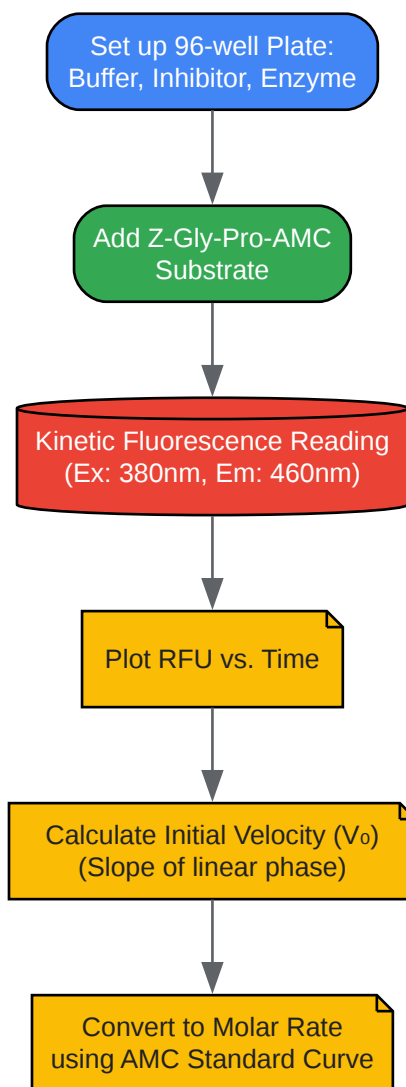 Set up 96-well Plate:
Buffer, Inhibitor, Enzyme
Add Z-Gly-Pro-AMC
Substrate
Kinetic Fluorescence Reading
(Ex: 380nm, Em: 460nm)
Plot RFU vs. Time
Calculate Initial Velocity (V₀)
(Slope of linear phase)
Convert to Molar Rate
using AMC Standard Curve